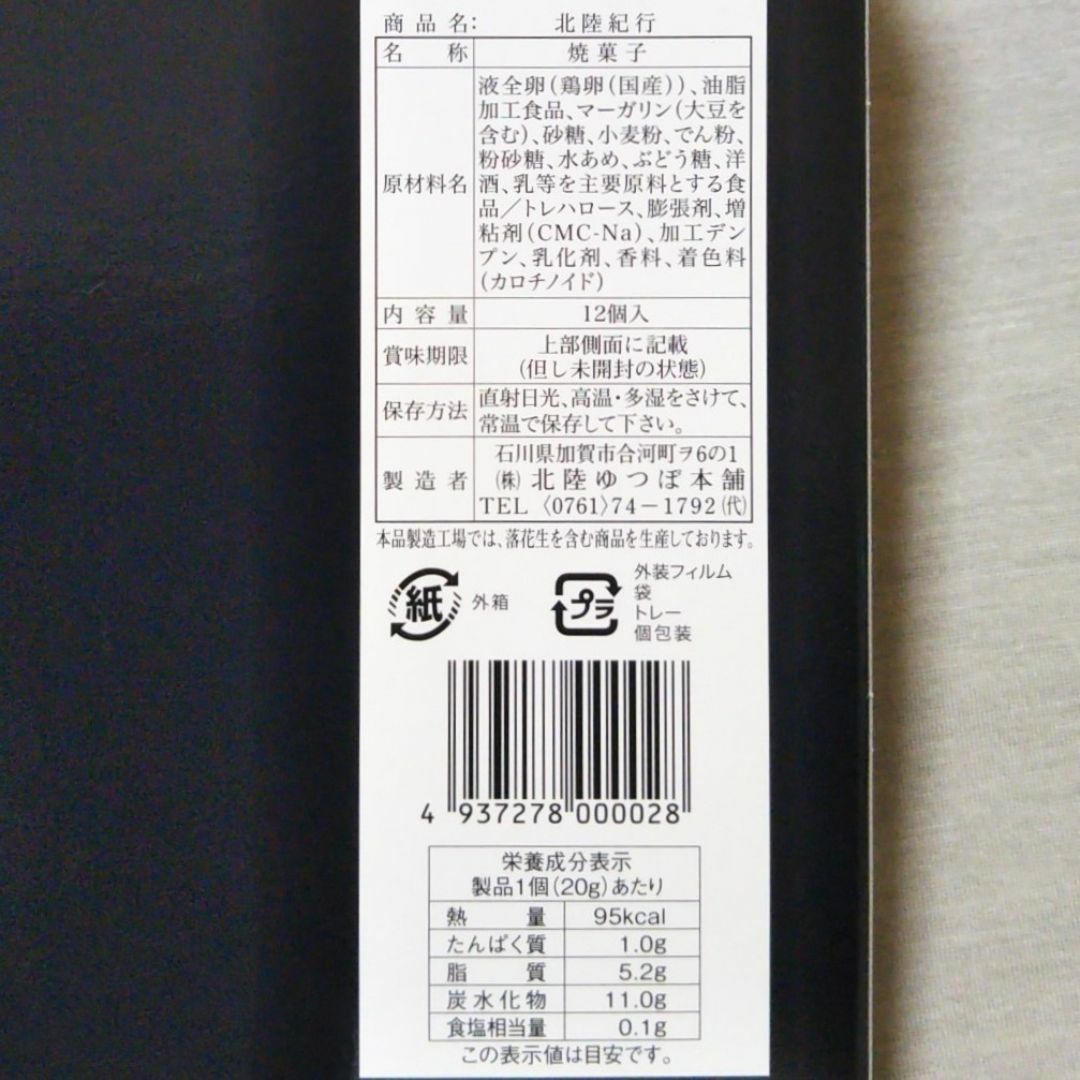 商品名: 北陸紀行
名称 焼菓子
原材料名
液全卵(鶏卵(国産))、油脂
加工食品、マーガリン(大豆を
含む)、砂糖、小麦粉、でん粉、
粉砂糖、水あめ、ぶどう糖、洋
酒、乳等を主要原料とする食
品／トレハロース、膨張剤、増
粘剤(CMC-Na)、加工デン
プン、乳化剤、香料、着色料
(カロチノイド)
内容量 12個入
賞味期限
上部側面に記載
(但し未開封の状態)
保存方法
直射日光、高温・多湿をさけて、
常温で保存して下さい。
製造者
石川県加賀市合河町ヲ6の1
㈱北陸ゆつぼ本舗
TEL〈0761〉74－1792(代)
本品製造工場では、落花生を含む商品を生産しております。
紙 外箱
プラ
外装フィルム
袋
トレー
個包装
4 937278 000028
栄養成分表示
製品1個(20g)あたり
熱量 95kcal
たんぱく質 1.0g
脂質 5.2g
炭水化物 11.0g
食塩相当量 0.1g
この表示値は目安です。